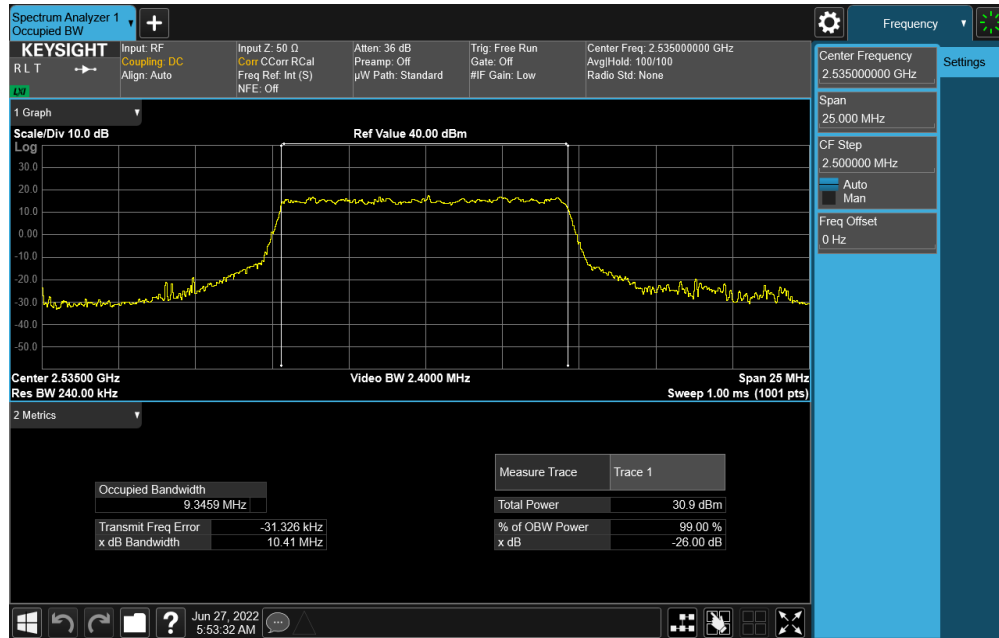 Spectrum Analyzer 1
Occupied BW
Frequency
KEYSIGHT
R L T
LXI
Input: RF
Coupling: DC
Align: Auto
Input Z: 50 Ω
Corr CCorr RCal
Freq Ref: Int (S)
NFE: Off
Atten: 36 dB
Preamp: Off
µW Path: Standard
Trig: Free Run
Gate: Off
#IF Gain: Low
Center Freq: 2.535000000 GHz
Avg|Hold: 100/100
Radio Std: None
Center Frequency
2.535000000 GHz
Settings
Span
25.000 MHz
CF Step
2.500000 MHz
Auto
Man
Freq Offset
0 Hz
1 Graph
Scale/Div 10.0 dB
Ref Value 40.00 dBm
Log
30.0
20.0
10.0
0.00
-10.0
-20.0
-30.0
-40.0
-50.0
Center 2.53500 GHz
Video BW 2.4000 MHz
Span 25 MHz
Res BW 240.00 kHz
Sweep 1.00 ms (1001 pts)
2 Metrics
Occupied Bandwidth
9.3459 MHz
Transmit Freq Error -31.326 kHz
x dB Bandwidth 10.41 MHz
Measure Trace Trace 1
Total Power 30.9 dBm
% of OBW Power 99.00 %
x dB -26.00 dB
Jun 27, 2022
5:53:32 AM